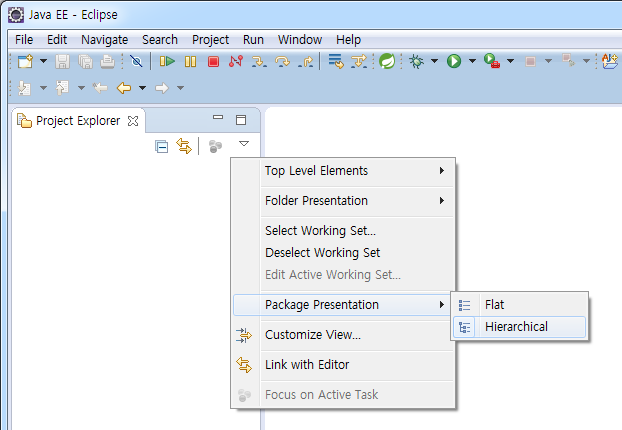 Java EE - Eclipse
File Edit Navigate Search Project Run Window Help
Project Explorer
Top Level Elements
Folder Presentation
Select Working Set...
Deselect Working Set
Edit Active Working Set...
Package Presentation
Flat
Hierarchical
Customize View...
Link with Editor
Focus on Active Task